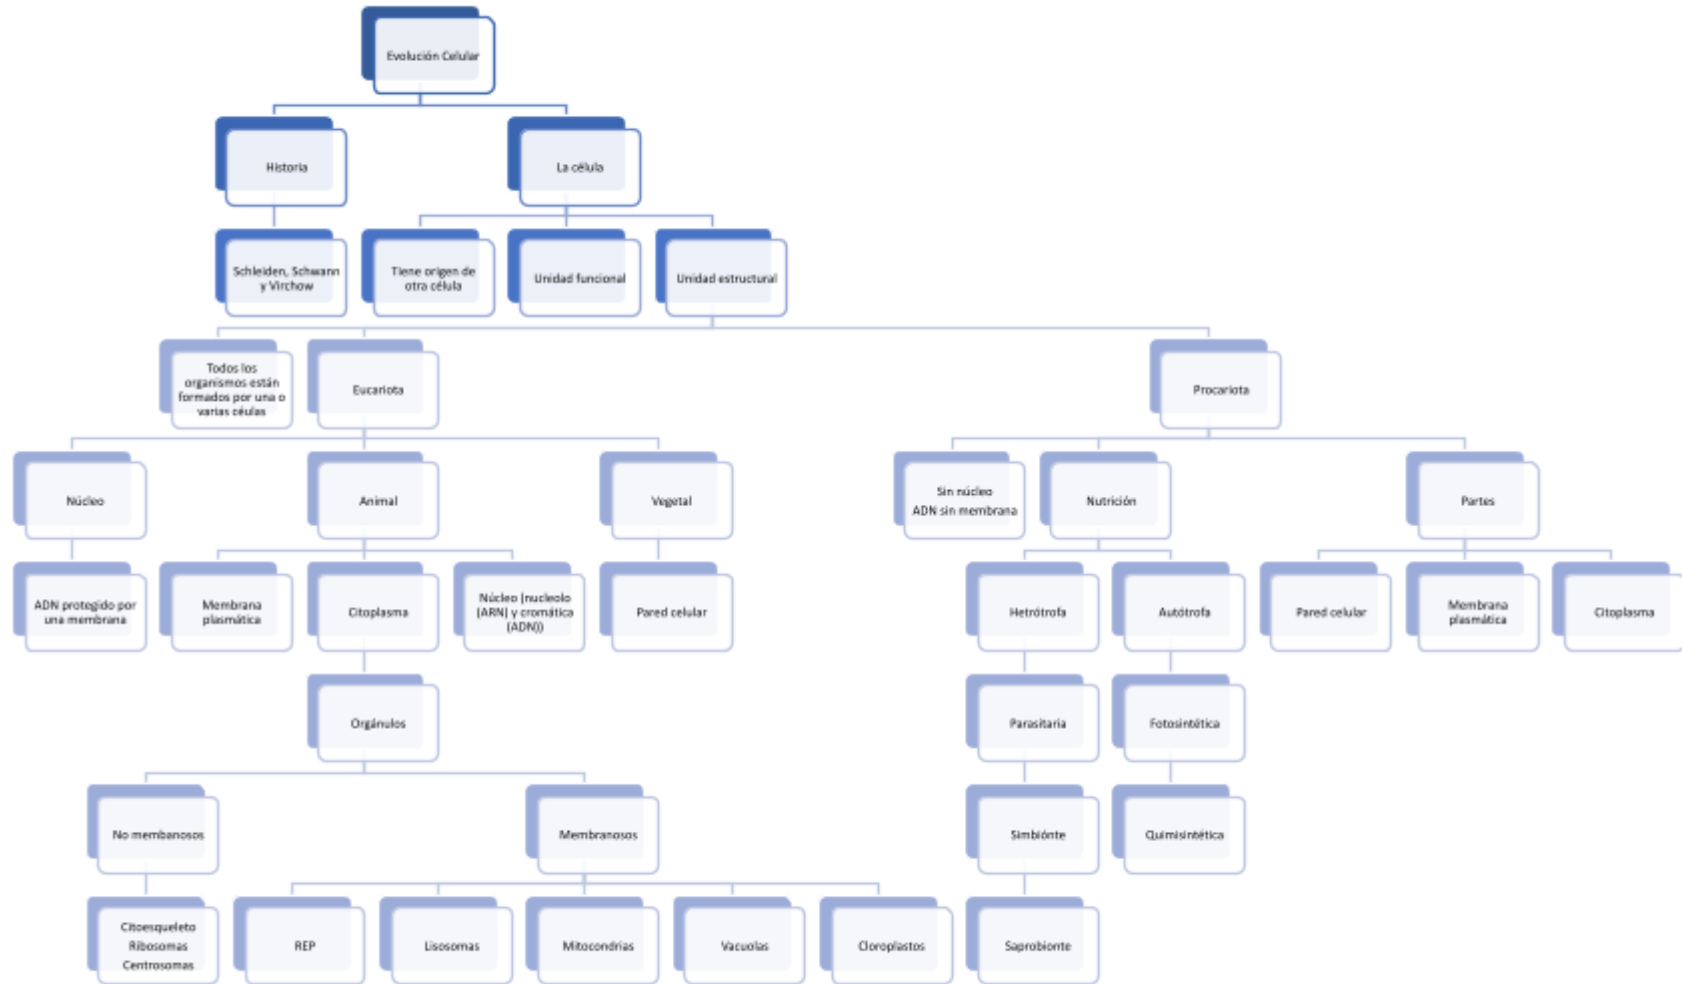 Evolución Celular
Historia
La célula
Schleiden, Schwann
y Virchow
Tiene origen de
otra célula
Unidad funcional
Unidad estructural
Todos los
organismos están
formados por una o
varias céulas
Eucariota
Procariota
Núcleo
Animal
Vegetal
Sin núcleo
ADN sin membrana
Nutrición
Partes
ADN protegido por
una membrana
Membrana
plasmática
Citoplasma
Núcleo (nucleolo
(ARN) y cromática
(ADN))
Pared celular
Hetrótrofa
Autótrofa
Pared celular
Membrana
plasmática
Citoplasma
Orgánulos
Parasitaria
Fotosintética
No membanosos
Membranosos
Simbiónte
Quimisintética
Citoesqueleto
Ribosomas
Centrosomas
REP
Lisosomas
Mitocondrias
Vacuolas
Cloroplastos
Saprobionte